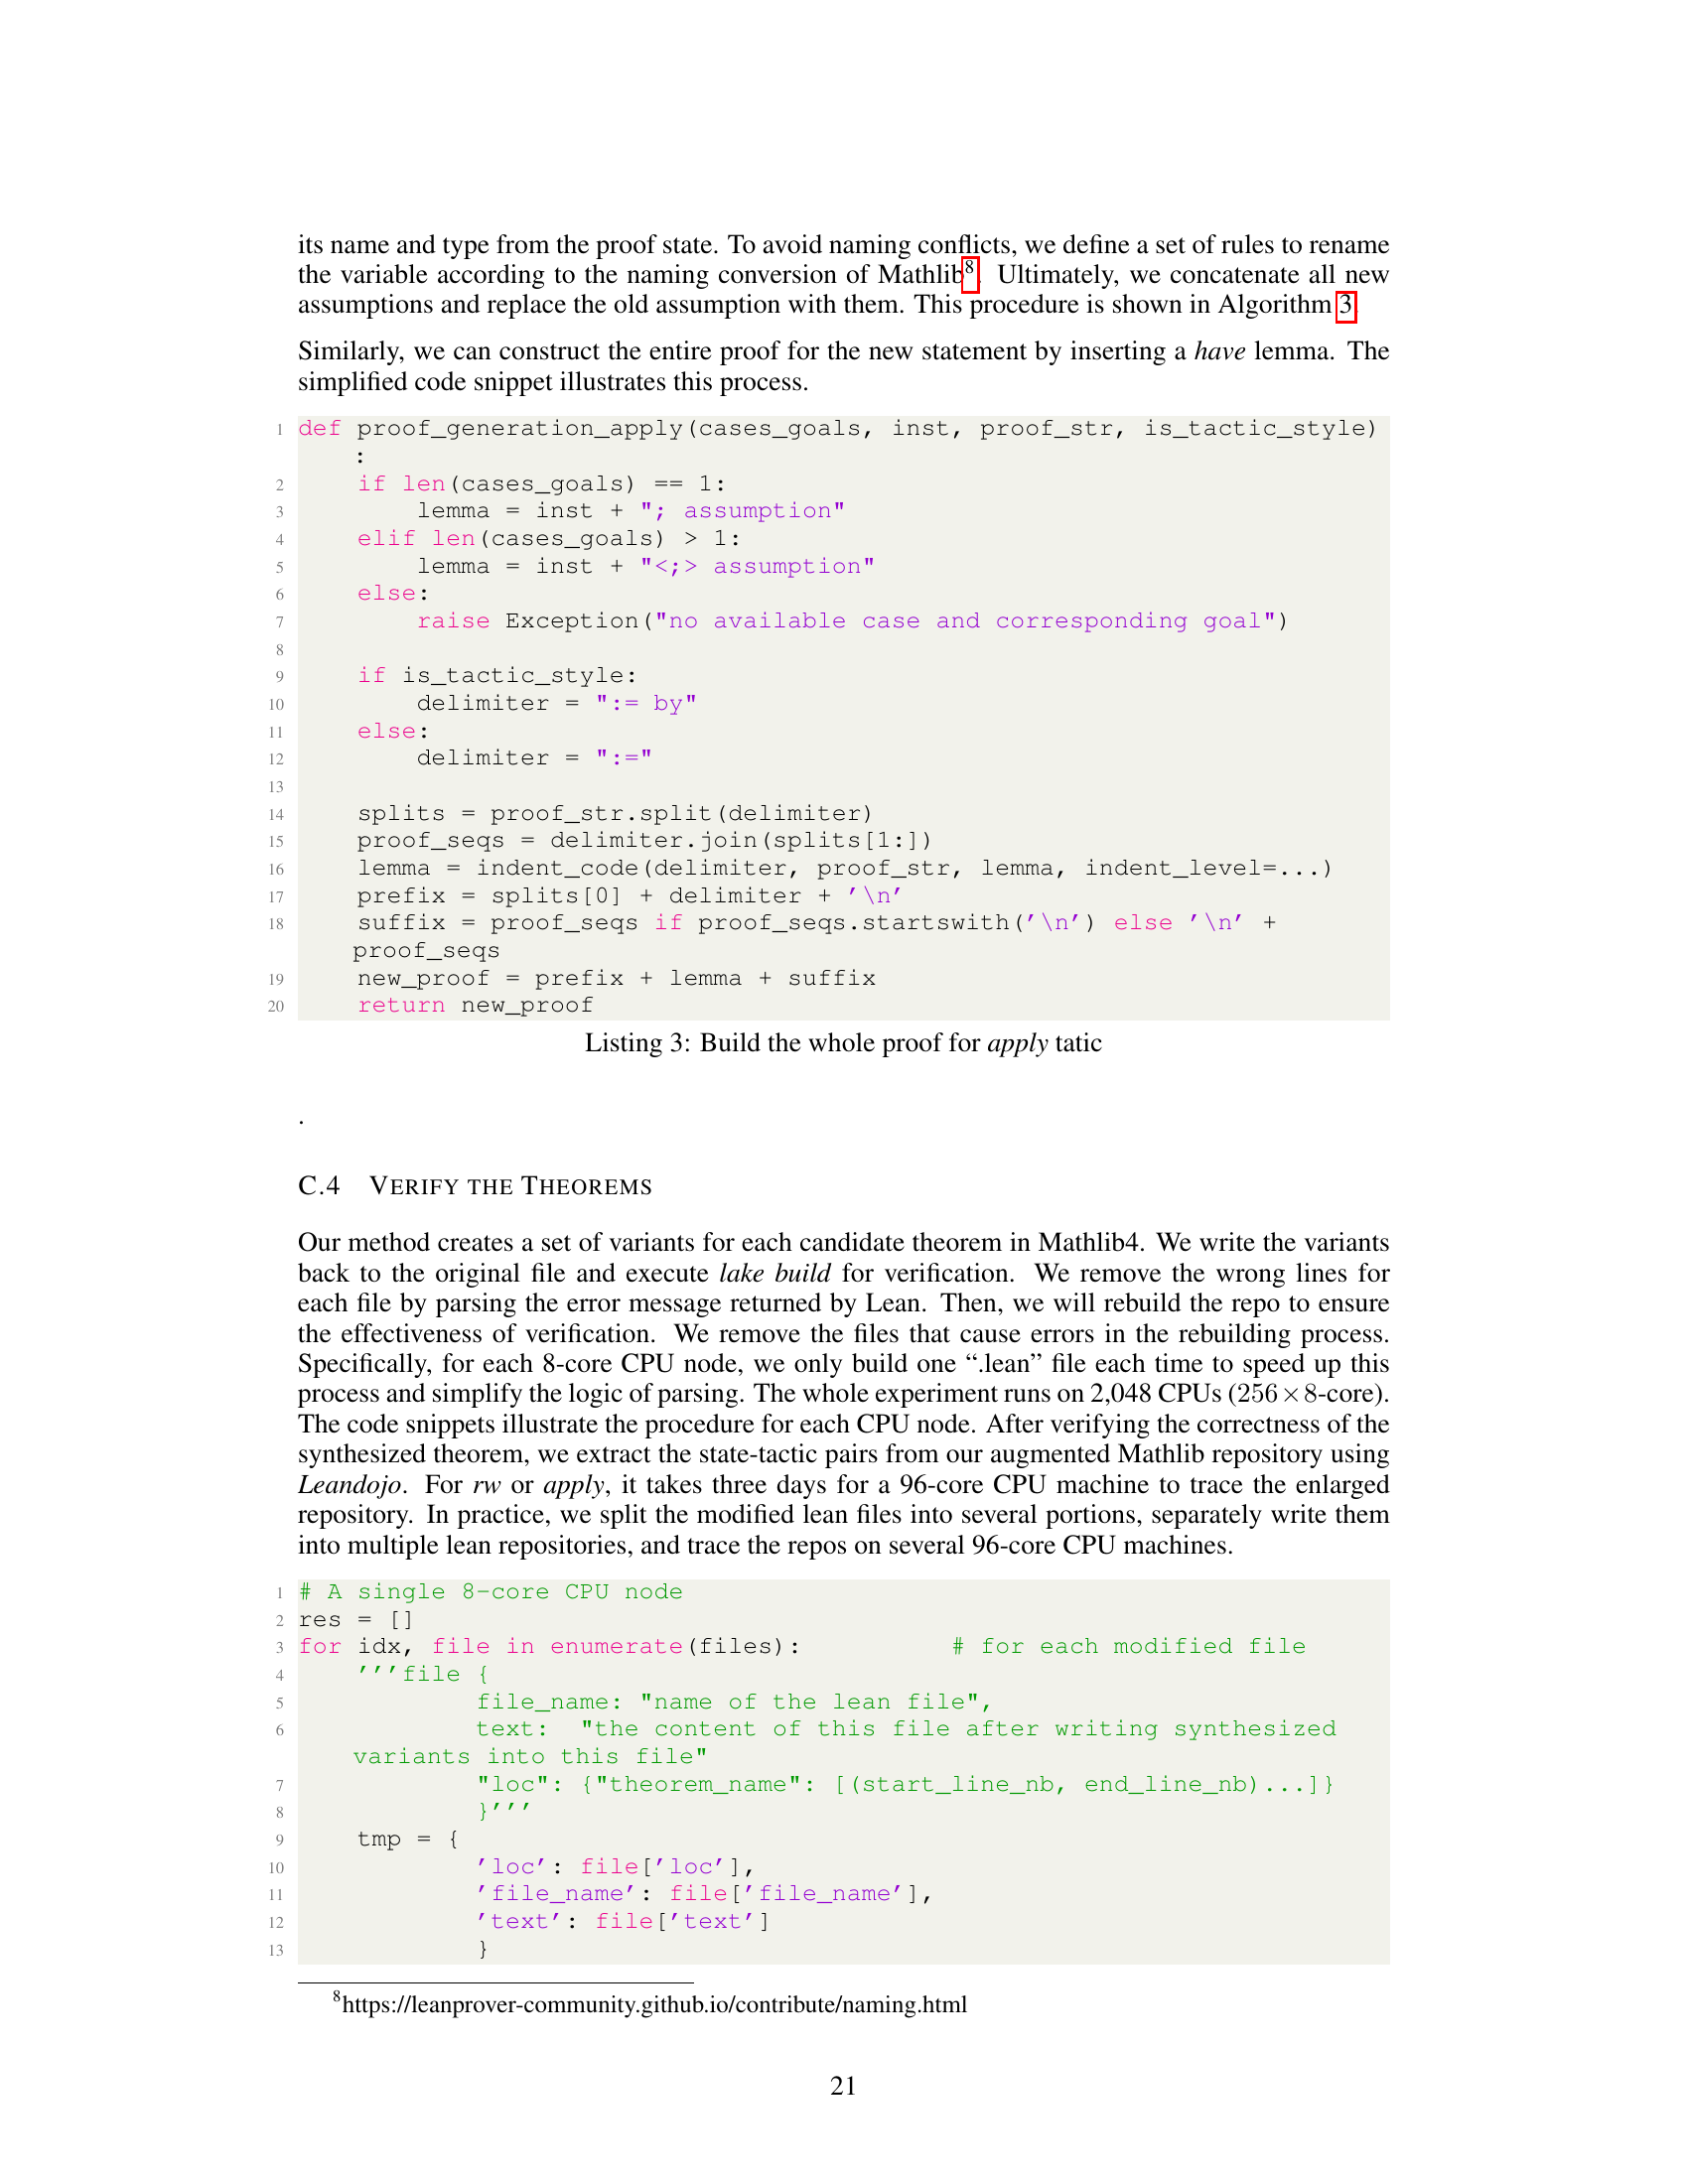 its name and type from the proof state. To avoid naming conflicts, we define a set of rules to rename
the variable according to the naming conversion of Mathlib8. Ultimately, we concatenate all new
assumptions and replace the old assumption with them. This procedure is shown in Algorithm 3.
Similarly, we can construct the entire proof for the new statement by inserting a have lemma. The
simplified code snippet illustrates this process.
1 def proof_generation_apply(cases_goals, inst, proof_str, is_tactic_style)
:
2     if len(cases_goals) == 1:
3         lemma = inst + "; assumption"
4     elif len(cases_goals) > 1:
5         lemma = inst + "<;> assumption"
6     else:
7         raise Exception("no available case and corresponding goal")
8
9     if is_tactic_style:
10         delimiter = ":= by"
11     else:
12         delimiter = ":="
13
14     splits = proof_str.split(delimiter)
15     proof_seqs = delimiter.join(splits[1:])
16     lemma = indent_code(delimiter, proof_str, lemma, indent_level=...)
17     prefix = splits[0] + delimiter + '\n'
18     suffix = proof_seqs if proof_seqs.startswith('\n') else '\n' +
proof_seqs
19     new_proof = prefix + lemma + suffix
20     return new_proof
Listing 3: Build the whole proof for apply tatic
.
C.4 VERIFY THE THEOREMS
Our method creates a set of variants for each candidate theorem in Mathlib4. We write the variants
back to the original file and execute lake build for verification. We remove the wrong lines for
each file by parsing the error message returned by Lean. Then, we will rebuild the repo to ensure
the effectiveness of verification. We remove the files that cause errors in the rebuilding process.
Specifically, for each 8-core CPU node, we only build one “.lean” file each time to speed up this
process and simplify the logic of parsing. The whole experiment runs on 2,048 CPUs (256×8-core).
The code snippets illustrate the procedure for each CPU node. After verifying the correctness of the
synthesized theorem, we extract the state-tactic pairs from our augmented Mathlib repository using
Leandojo. For rw or apply, it takes three days for a 96-core CPU machine to trace the enlarged
repository. In practice, we split the modified lean files into several portions, separately write them
into multiple lean repositories, and trace the repos on several 96-core CPU machines.
1 # A single 8-core CPU node
2 res = []
3 for idx, file in enumerate(files):          # for each modified file
4     '''file {
5             file_name: "name of the lean file",
6             text:  "the content of this file after writing synthesized
variants into this file"
7             "loc": {"theorem_name": [(start_line_nb, end_line_nb)...]}
8             }'''
9     tmp = {
10             'loc': file['loc'],
11             'file_name': file['file_name'],
12             'text': file['text']
13             }
8https://leanprover-community.github.io/contribute/naming.html
21